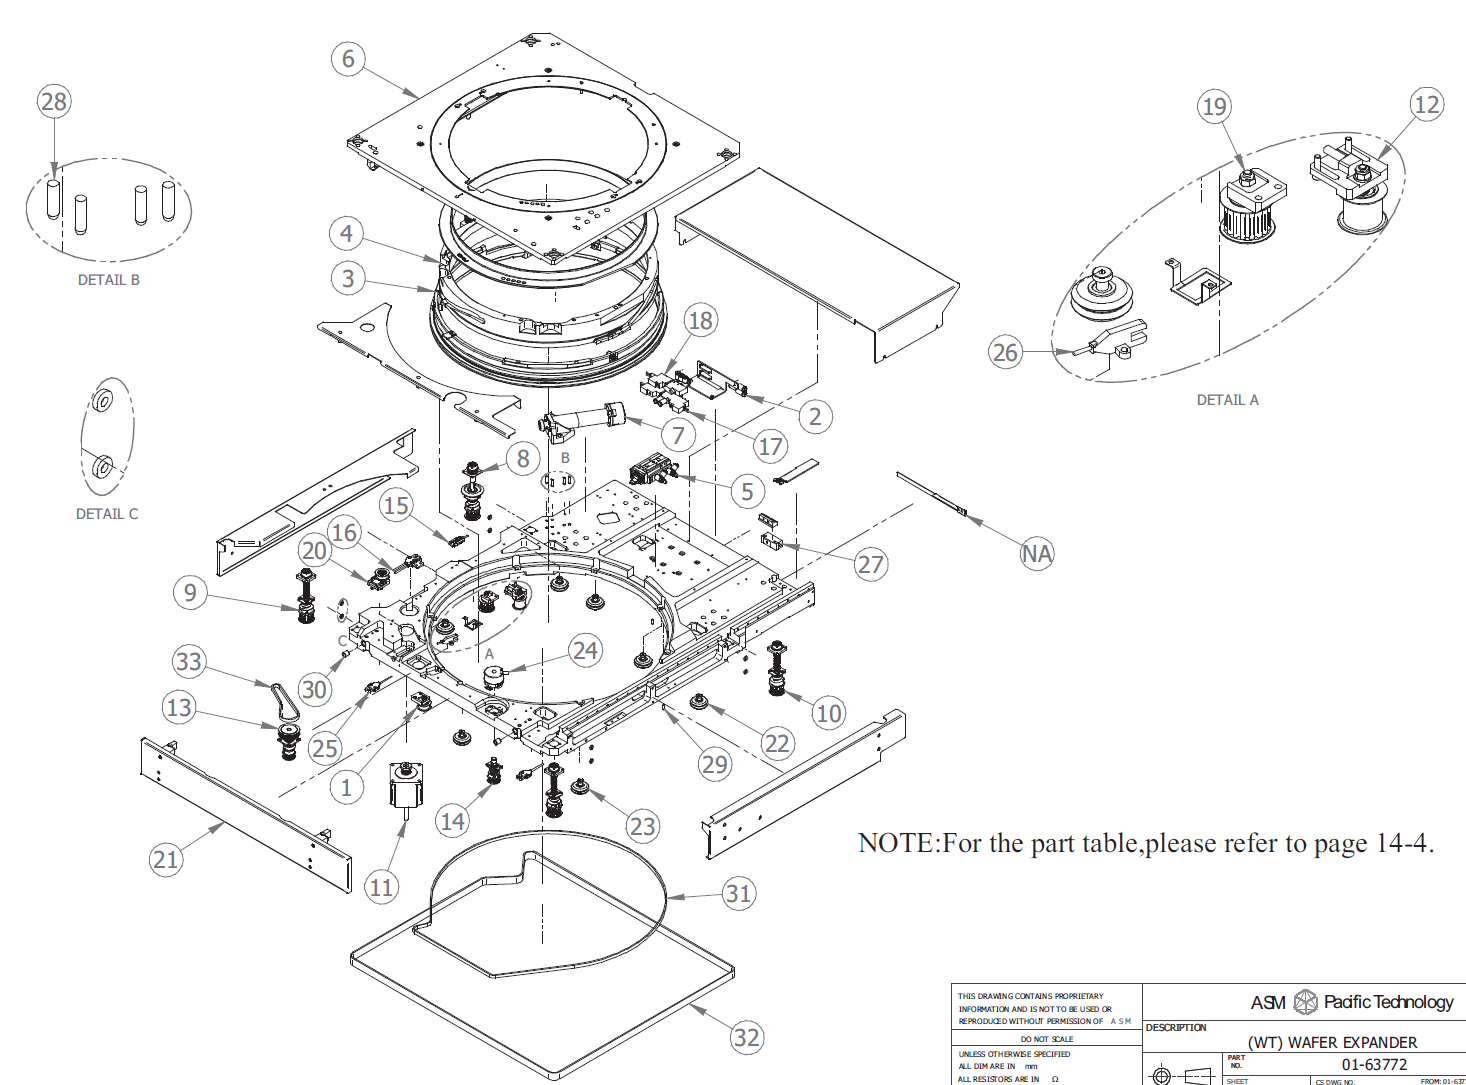 6
28
19
12
4
3
DETAIL B
18
26
2
DETAIL A
7
17
8
B
5
DETAIL C
15
16
20
27
NA
9
C
A
24
33
30
13
10
25
22
1
29
14
23
21
NOTE:For the part table,please refer to page 14-4.
11
31
32
THIS DRAWING CONTAINS PROPRIETARY
INFORMATION AND IS NOT TO BE USED OR
REPRODUCED WITHOUT PERMISSION OF A S M
DO NOT SCALE
UNLESS OTHERWISE SPECIFIED
ALL DIM ARE IN mm
ALL RESISTORS ARE IN Ω
ASM Pacific Technology
DESCRIPTION
(WT) WAFER EXPANDER
PART
NO.
01-63772
SHEET
CS DWG NO.
FROM: 01-637